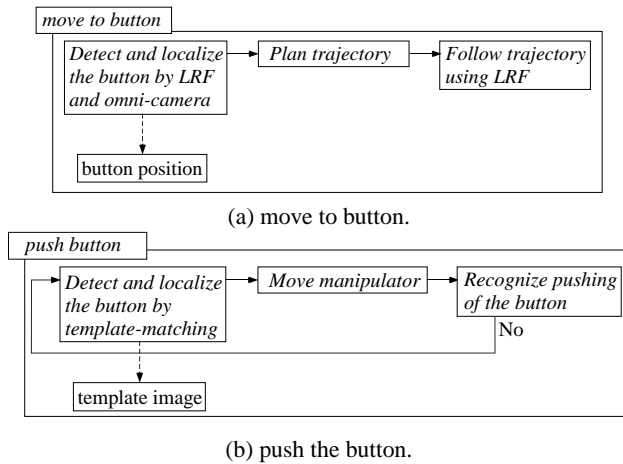 move to button
Detect and localize
the button by LRF
and omni-camera
Plan trajectory
Follow trajectory
using LRF
button position
(a) move to button.
push button
Detect and localize
the button by
template-matching
Move manipulator
Recognize pushing
of the button
No
template image
(b) push the button.